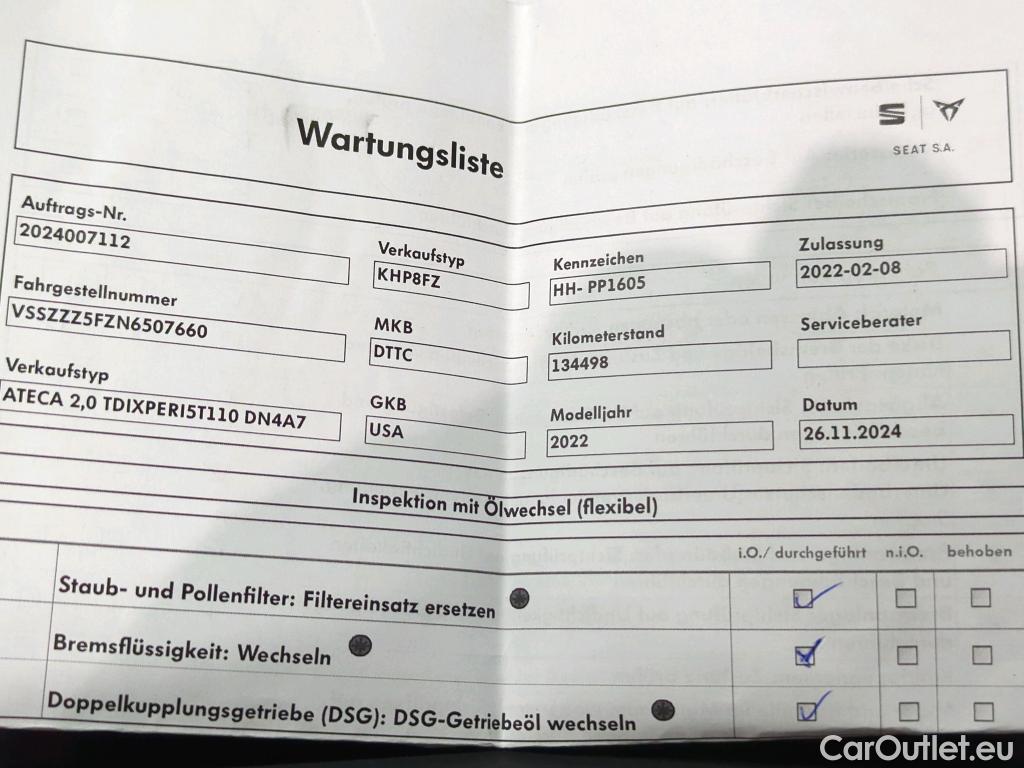 Wartungsliste
SEAT S.A.
Auftrags-Nr.
2024007112
Verkaufstyp
KHP8FZ
Kennzeichen
HH- PP1605
Zulassung
2022-02-08
Fahrgestellnummer
VSSZZZ5FZN6507660
MKB
DTTC
Kilometerstand
134498
Serviceberater
Verkaufstyp
ATECA 2,0 TDIXPERI5T110 DN4A7
GKB
USA
Modelljahr
2022
Datum
26.11.2024
Inspektion mit Ölwechsel (flexibel)
i.O./ durchgeführt n.i.O. behoben
Staub- und Pollenfilter: Filtereinsatz ersetzen
Bremsflüssigkeit: Wechseln
Doppelkupplungsgetriebe (DSG): DSG-Getriebeöl wechseln
CarOutlet.eu